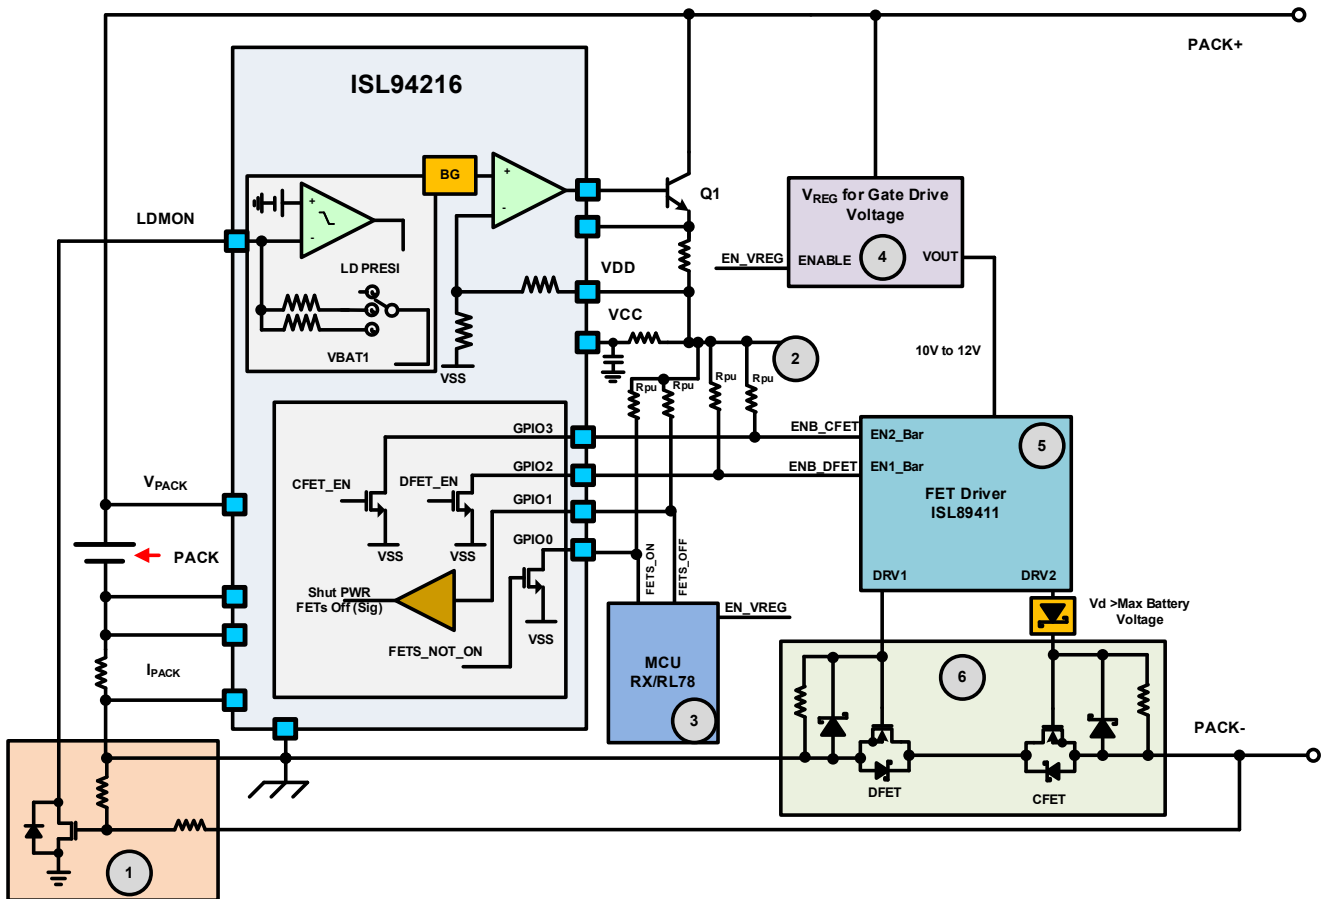 PACK+
ISL94216
BG
+
-
Q1
VREG for Gate Drive
Voltage
4
ENABLE
VOUT
EN_VREG
LDMON
+
-
LD PRESI
VBAT1
VSS
VDD
VCC
2
10V to 12V
Rpu
Rpu
Rpu
Rpu
GPIO3
ENB_CFET
EN2_Bar
5
GPIO2
ENB_DFET
EN1_Bar
FET Driver
ISL89411
CFET_EN
DFET_EN
GPIO1
VPACK
VSS
VSS
GPIO0
PACK
FETS_ON
FETS_OFF
DRV1
DRV2
Shut PWR
FETs Off (Sig)
EN_VREG
Vd >Max Battery
Voltage
VSS
FETS_NOT_ON
MCU
RX/RL78
3
IPACK
6
PACK-
DFET
CFET
1